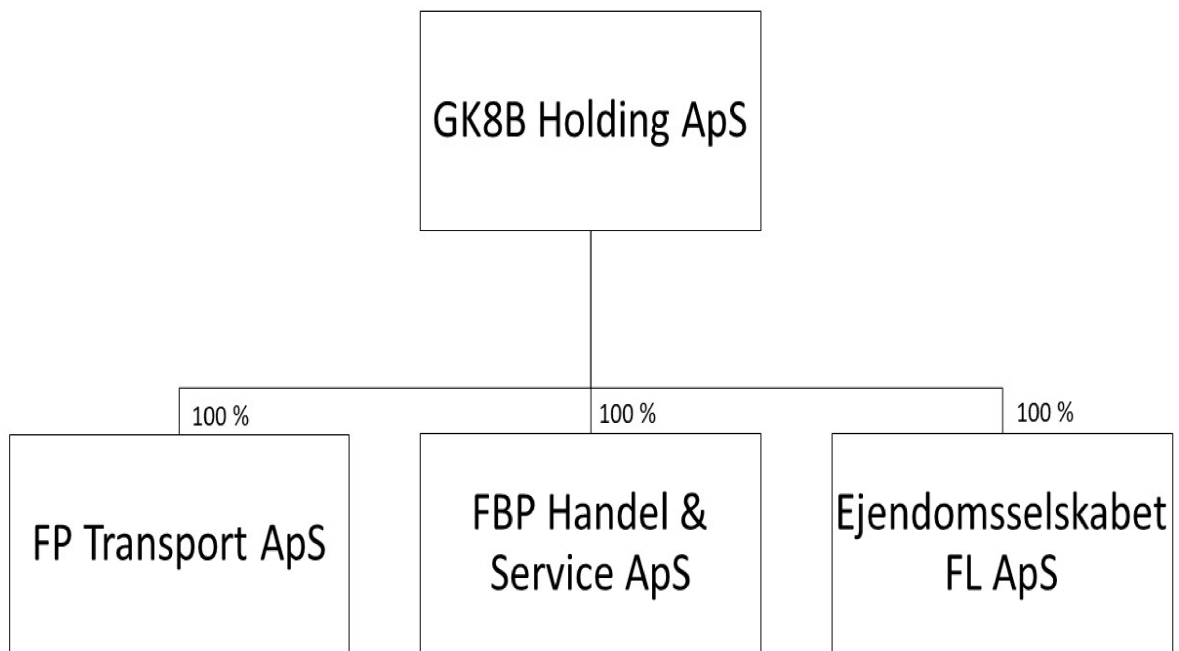 GK8B Holding ApS
100 %
100 %
100 %
FP Transport ApS
FBP Handel &
Service ApS
Ejendomsselskabet
FL ApS